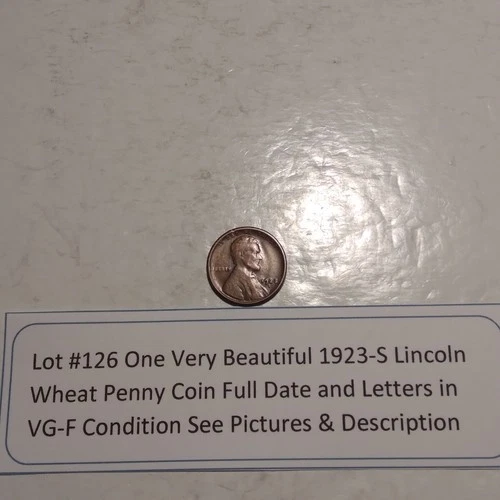 Lot #126 One Very Beautiful 1923-S Lincoln
Wheat Penny Coin Full Date and Letters in
VG-F Condition See Pictures & Description